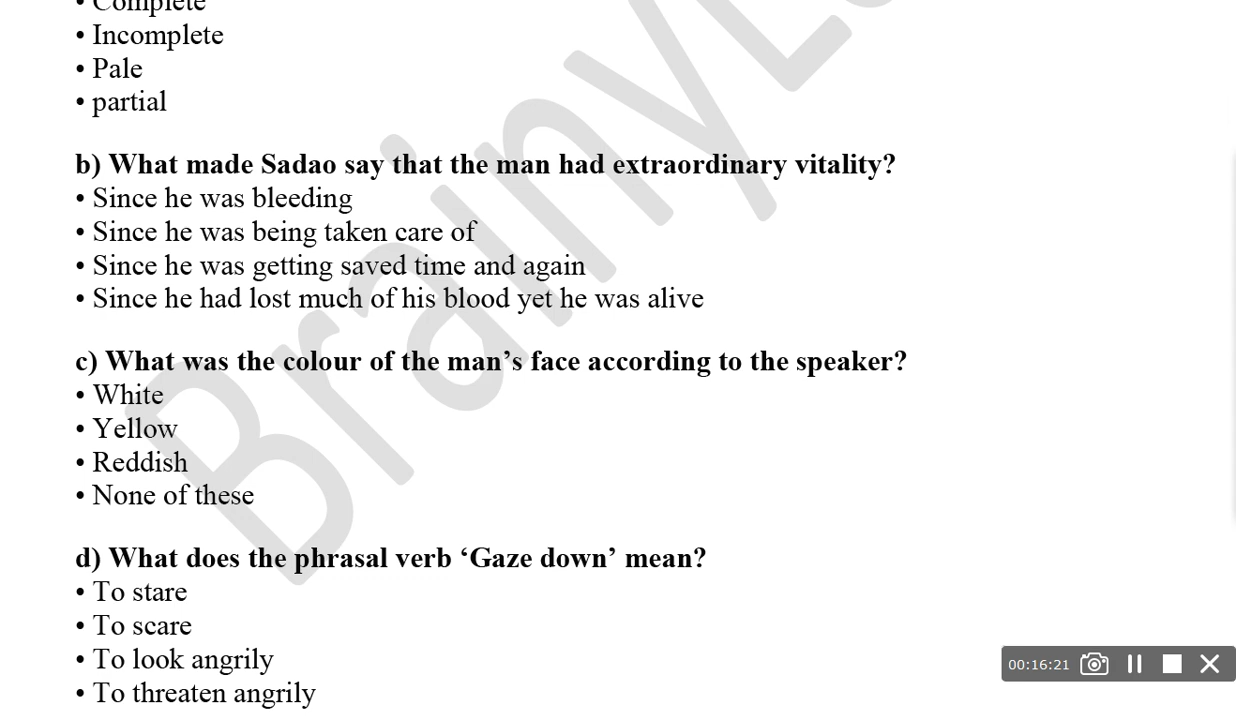 • Complete
• Incomplete
• Pale
• partial
b) What made Sadao say that the man had extraordinary vitality?
• Since he was bleeding
• Since he was being taken care of
• Since he was getting saved time and again
• Since he had lost much of his blood yet he was alive
c) What was the colour of the man’s face according to the speaker?
• White
• Yellow
• Reddish
• None of these
d) What does the phrasal verb ‘Gaze down’ mean?
• To stare
• To scare
• To look angrily
• To threaten angrily
00:16:21